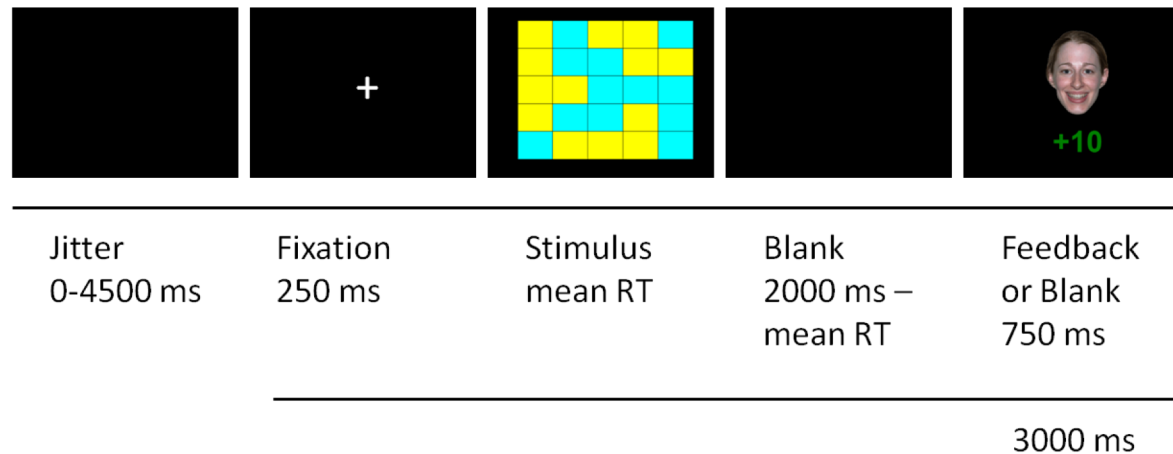 +
+10
Jitter
0-4500 ms
Fixation
250 ms
Stimulus
mean RT
Blank
2000 ms –
mean RT
Feedback
or Blank
750 ms
3000 ms